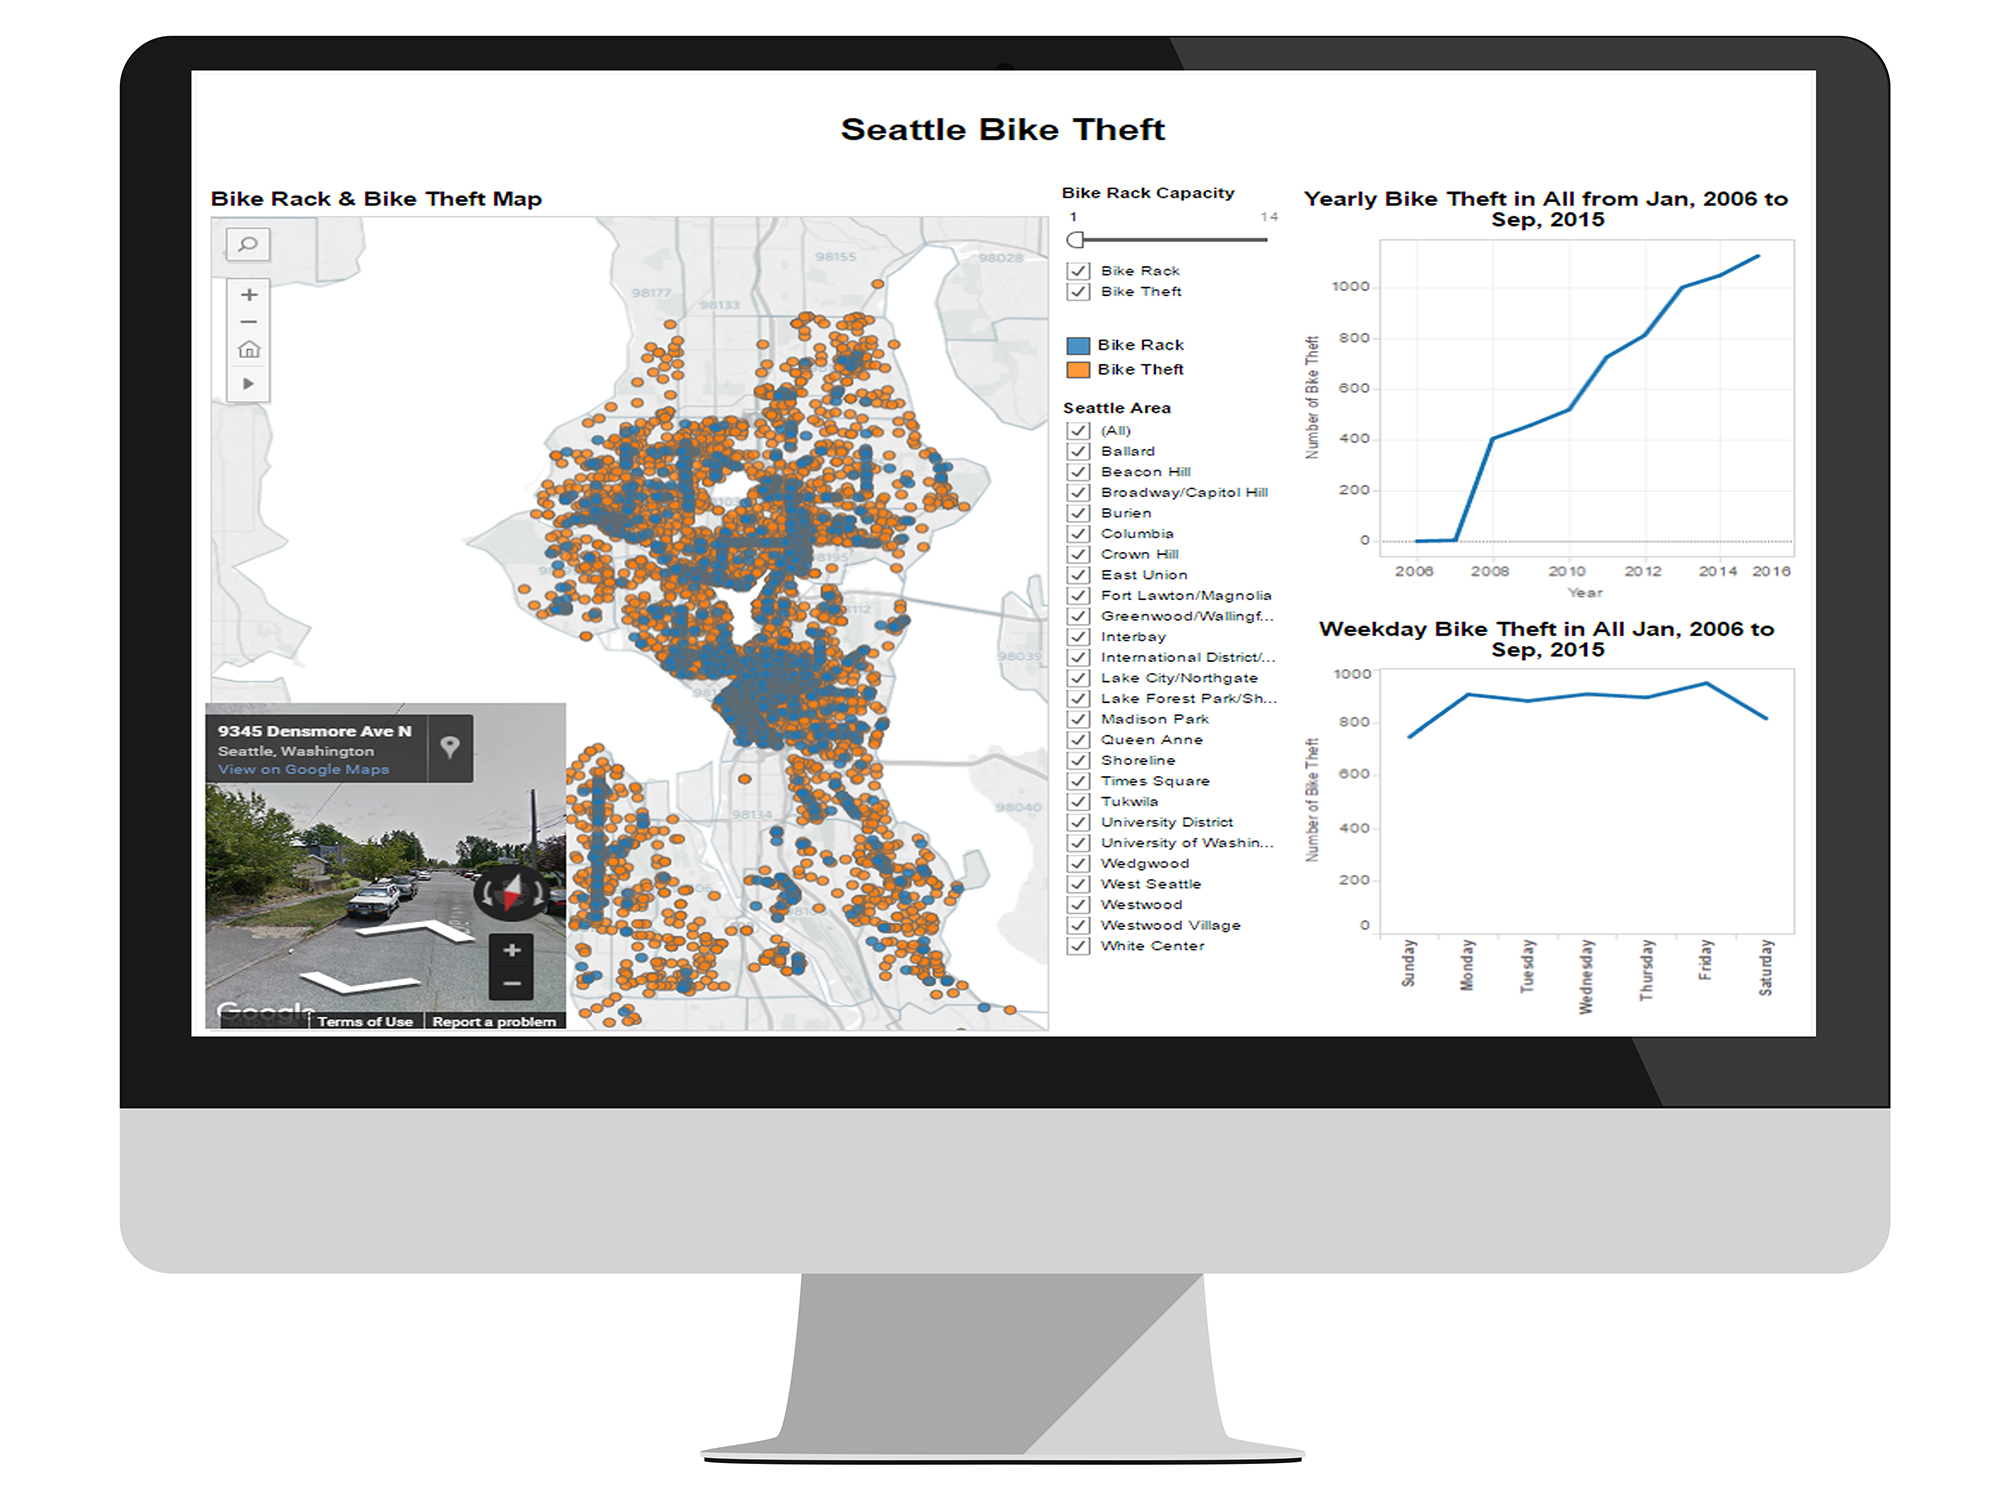 Seattle Bike Theft
Bike Rack & Bike Theft Map
98155
98028
98177
98133
98112
98039
98134
98040
9345 Densmore Ave N
Seattle, Washington
View on Google Maps
Google
Terms of Use
Report a problem
Bike Rack Capacity
1
14
Bike Rack
Bike Theft
Bike Rack
Bike Theft
Seattle Area
(All)
Ballard
Beacon Hill
Broadway/Capitol Hill
Burien
Columbia
Crown Hill
East Union
Fort Lawton/Magnolia
Greenwood/Wallingf...
Interbay
International District/...
Lake City/Northgate
Lake Forest Park/Sh...
Madison Park
Queen Anne
Shoreline
Times Square
Tukwila
University District
University of Washin...
Wedgwood
West Seattle
Westwood
Westwood Village
White Center
Yearly Bike Theft in All from Jan, 2006 to
Sep, 2015
Number of Bike Theft
1000
800
600
400
200
0
2006 2008 2010 2012 2014 2016
Year
Weekday Bike Theft in All Jan, 2006 to
Sep, 2015
Number of Bike Theft
1000
800
600
400
200
0
Sunday
Monday
Tuesday
Wednesday
Thursday
Friday
Saturday